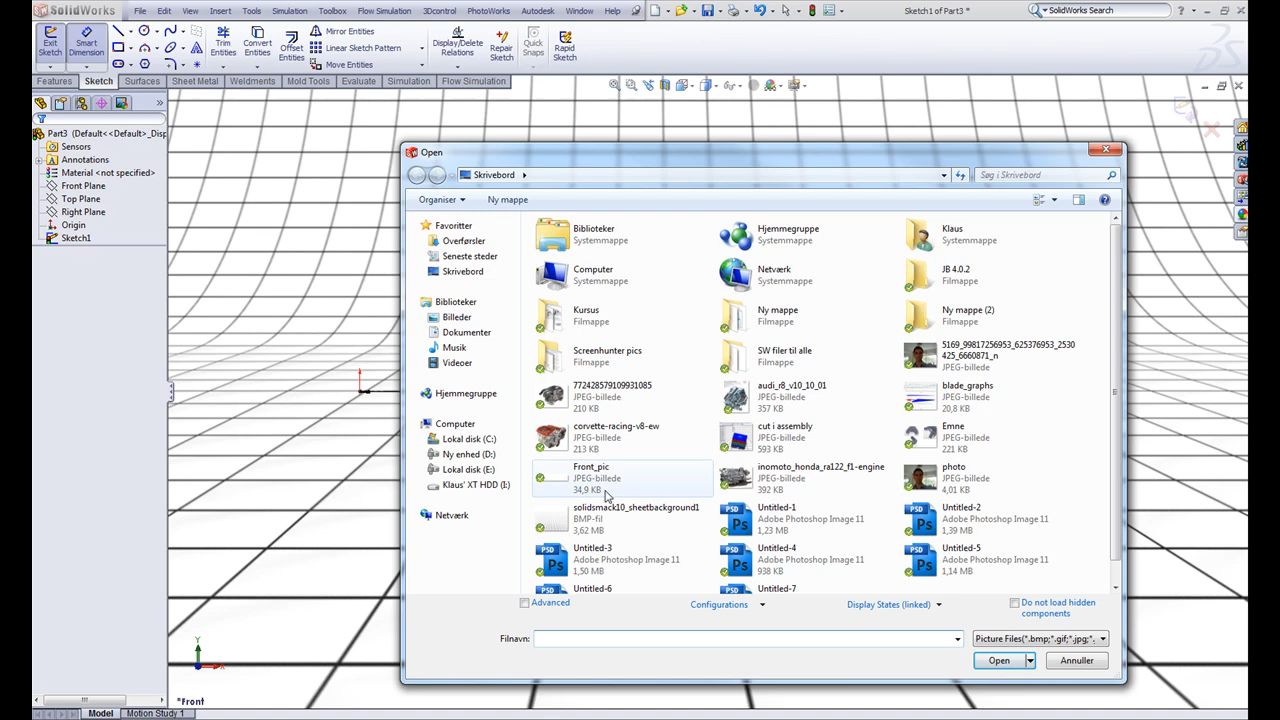 SolidWorks
File Edit View Insert Tools Simulation Toolbox Flow Simulation 3Dcontrol PhotoWorks Autodesk Window Help
Sketch1 of Part3 *
SolidWorks Search
Exit Sketch
Smart Dimension
Trim Entities
Convert Entities
Offset Entities
Mirror Entities
Linear Sketch Pattern
Move Entities
Display/Delete Relations
Repair Sketch
Quick Snaps
Rapid Sketch
Features Sketch Surfaces Sheet Metal Weldments Mold Tools Evaluate Simulation Flow Simulation
Part3 (Default<<Default>_Disp
Sensors
Annotations
Material <not specified>
Front Plane
Top Plane
Right Plane
Origin
Sketch1
Open
Skrivebord
Søg i Skrivebord
Organiser Ny mappe
Favoritter
Overførsler
Seneste steder
Skrivebord
Biblioteker
Billeder
Dokumenter
Musik
Videoer
Hjemmegruppe
Computer
Lokal disk (C:)
Ny enhed (D:)
Lokal disk (E:)
Klaus' XT HDD (I:)
Netværk
Biblioteker
Systemmappe
Hjemmegruppe
Systemmappe
Klaus
Systemmappe
Computer
Systemmappe
Netværk
Systemmappe
JB 4.0.2
Filmappe
Kursus
Filmappe
Ny mappe
Filmappe
Ny mappe (2)
Filmappe
Screenhunter pics
Filmappe
SW filer til alle
Filmappe
5169_99817256953_625376953_2530
425_6660871_n
JPEG-billede
772428579109931085
JPEG-billede
210 KB
audi_r8_v10_10_01
JPEG-billede
357 KB
blade_graphs
JPEG-billede
20,8 KB
corvette-racing-v8-ew
JPEG-billede
213 KB
cut i assembly
JPEG-billede
593 KB
Emne
JPEG-billede
221 KB
Front_pic
JPEG-billede
34,9 KB
inomoto_honda_ra122_f1-engine
JPEG-billede
392 KB
photo
JPEG-billede
4,01 KB
solidsmack10_sheetbackground1
BMP-fil
3,62 MB
Untitled-1
Adobe Photoshop Image 11
1,23 MB
Untitled-2
Adobe Photoshop Image 11
1,39 MB
Untitled-3
Adobe Photoshop Image 11
1,50 MB
Untitled-4
Adobe Photoshop Image 11
938 KB
Untitled-5
Adobe Photoshop Image 11
1,14 MB
Untitled-6
Untitled-7
Advanced
Configurations
Display States (linked)
Do not load hidden
components
Filnavn:
Picture Files(*.bmp;*.gif;*.jpg;*.
Open
Annuller
Y
X
*Front
Model Motion Study 1